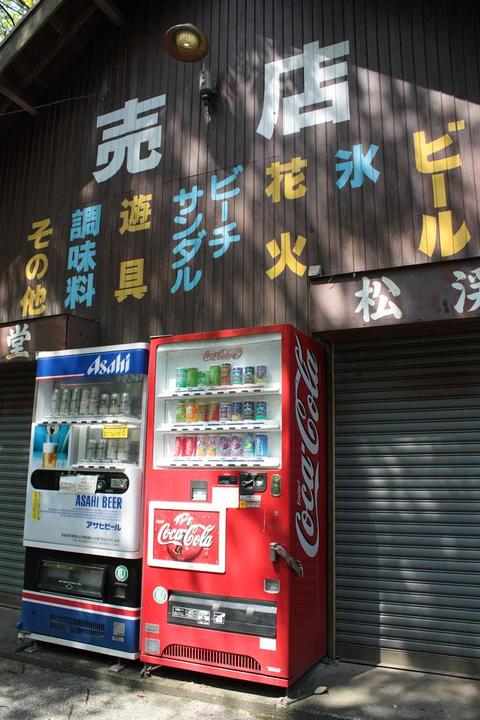 売店
ビール
氷
花火
ビーチ
サンダル
遊具
調味料
その他
松渓
堂
Asahi
ASAHI BEER
アサヒビール
Coca-Cola
Coca-Cola
Coca-Cola